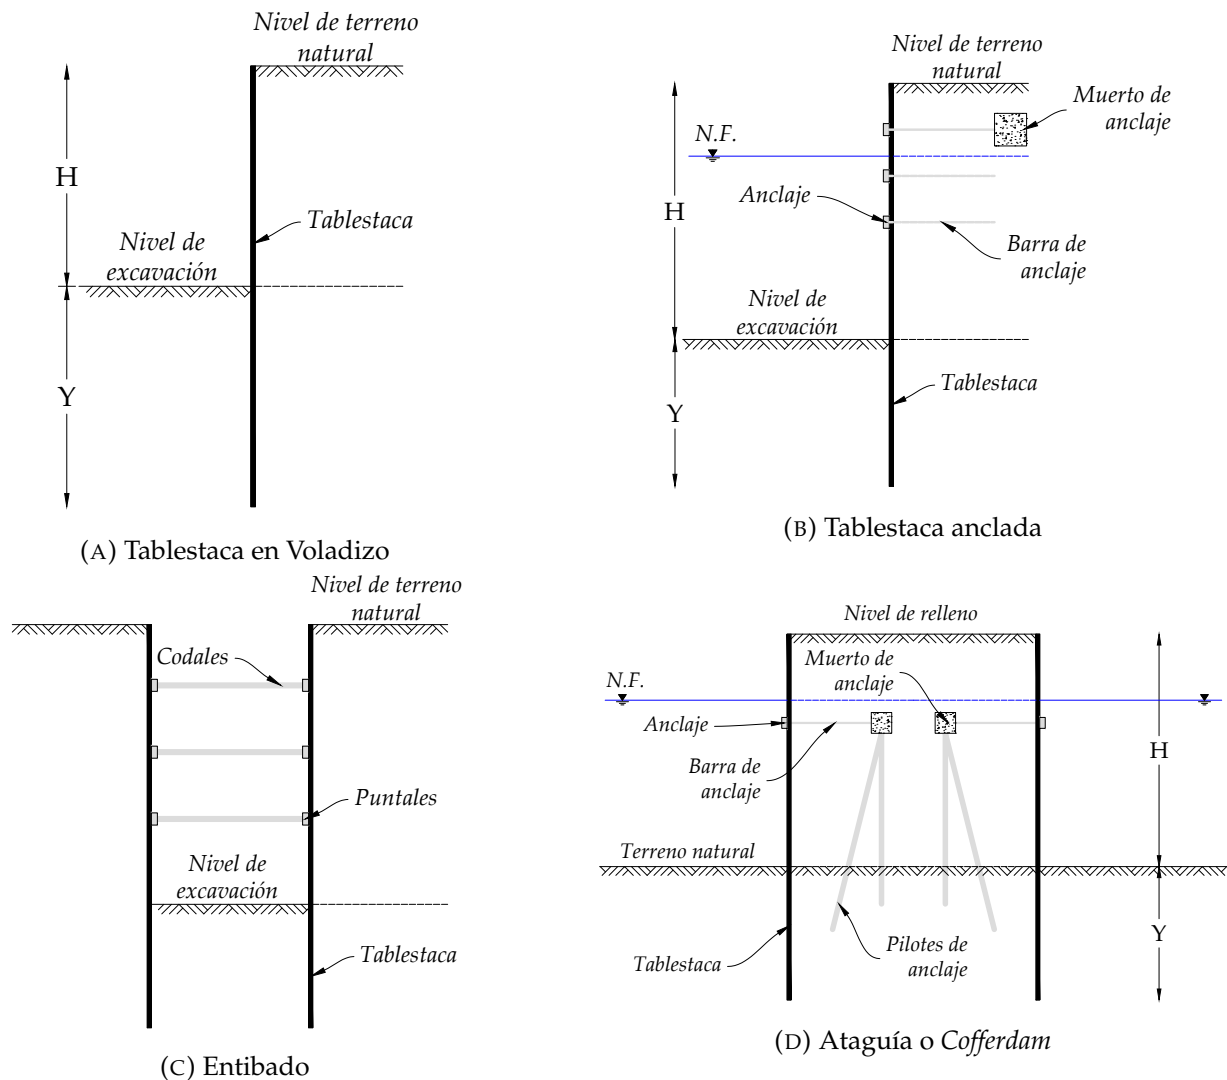 Nivel de terreno
natural
H
Tablestaca
Nivel de
excavación
Y
(A) Tablestaca en Voladizo
Nivel de terreno
natural
Muerto de
anclaje
N.F.
Anclaje
H
Barra de
anclaje
Nivel de
excavación
Tablestaca
Y
(B) Tablestaca anclada
Nivel de terreno
natural
Codales
Puntales
Nivel de
excavación
Tablestaca
(C) Entibado
Nivel de relleno
Muerto de
anclaje
N.F.
Anclaje
H
Barra de
anclaje
Terreno natural
Y
Pilotes de
anclaje
Tablestaca
(D) Ataguía o Cofferdam